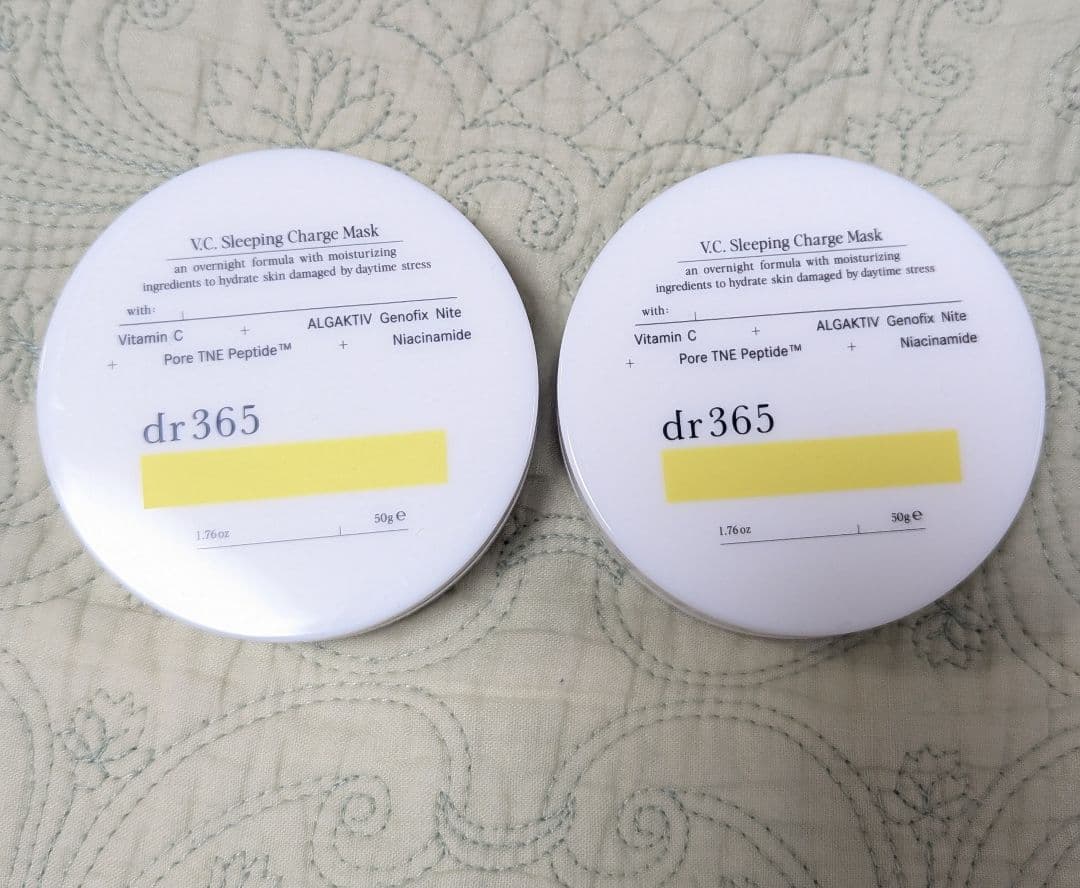 V.C. Sleeping Charge Mask
an overnight formula with moisturizing
ingredients to hydrate skin damaged by daytime stress
with:
Vitamin C + ALGAKTIV Genofix Nite
+ Pore TNE Peptide™ + Niacinamide
dr365
1.76oz 50g ℮
V.C. Sleeping Charge Mask
an overnight formula with moisturizing
ingredients to hydrate skin damaged by daytime stress
with:
Vitamin C + ALGAKTIV Genofix Nite
+ Pore TNE Peptide™ + Niacinamide
dr365
1.76oz 50g ℮